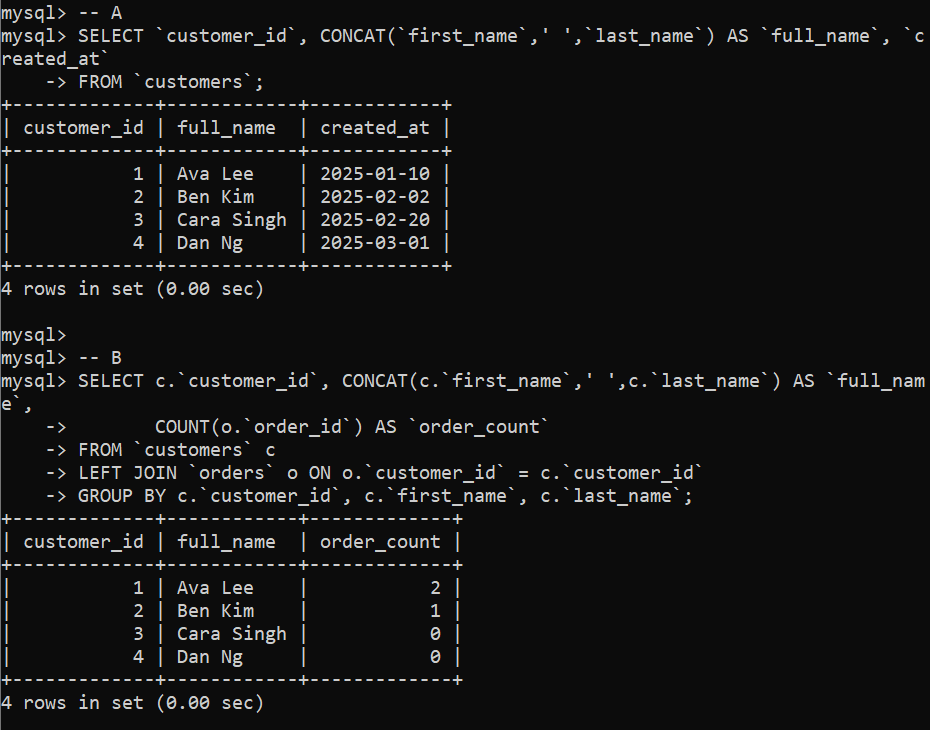 mysql> -- A
mysql> SELECT `customer_id`, CONCAT(`first_name`,' ',`last_name`) AS `full_name`, `c
reated_at`
    -> FROM `customers`;
+-------------+------------+------------+
| customer_id | full_name  | created_at |
+-------------+------------+------------+
|           1 | Ava Lee    | 2025-01-10 |
|           2 | Ben Kim    | 2025-02-02 |
|           3 | Cara Singh | 2025-02-20 |
|           4 | Dan Ng     | 2025-03-01 |
+-------------+------------+------------+
4 rows in set (0.00 sec)

mysql>
mysql> -- B
mysql> SELECT c.`customer_id`, CONCAT(c.`first_name`,' ',c.`last_name`) AS `full_nam
e`,
    ->        COUNT(o.`order_id`) AS `order_count`
    -> FROM `customers` c
    -> LEFT JOIN `orders` o ON o.`customer_id` = c.`customer_id`
    -> GROUP BY c.`customer_id`, c.`first_name`, c.`last_name`;
+-------------+------------+-------------+
| customer_id | full_name  | order_count |
+-------------+------------+-------------+
|           1 | Ava Lee    |           2 |
|           2 | Ben Kim    |           1 |
|           3 | Cara Singh |           0 |
|           4 | Dan Ng     |           0 |
+-------------+------------+-------------+
4 rows in set (0.00 sec)